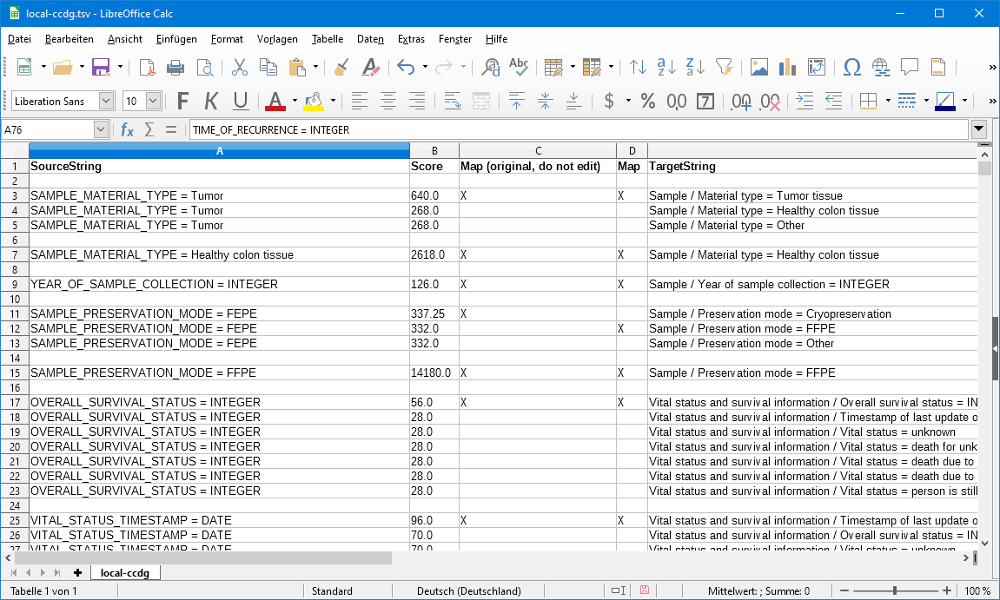 local-ccdg.tsv - LibreOffice Calc
Datei Bearbeiten Ansicht Einfügen Format Vorlagen Tabelle Daten Extras Fenster Hilfe
Liberation Sans 10 F K U A $ % 0,0 7 ,00 ,00
A76 fx Σ = TIME_OF_RECURRENCE = INTEGER
A B C D
1 SourceString Score Map (original, do not edit) Map TargetString
2
3 SAMPLE_MATERIAL_TYPE = Tumor 640.0 X X Sample / Material type = Tumor tissue
4 SAMPLE_MATERIAL_TYPE = Tumor 268.0 Sample / Material type = Healthy colon tissue
5 SAMPLE_MATERIAL_TYPE = Tumor 268.0 Sample / Material type = Other
6
7 SAMPLE_MATERIAL_TYPE = Healthy colon tissue 2618.0 X X Sample / Material type = Healthy colon tissue
8
9 YEAR_OF_SAMPLE_COLLECTION = INTEGER 126.0 X X Sample / Year of sample collection = INTEGER
10
11 SAMPLE_PRESERVATION_MODE = FEPE 337.25 X Sample / Preservation mode = Cryopreservation
12 SAMPLE_PRESERVATION_MODE = FEPE 332.0 X Sample / Preservation mode = FFPE
13 SAMPLE_PRESERVATION_MODE = FEPE 332.0 Sample / Preservation mode = Other
14
15 SAMPLE_PRESERVATION_MODE = FFPE 14180.0 X X Sample / Preservation mode = FFPE
16
17 OVERALL_SURVIVAL_STATUS = INTEGER 56.0 X X Vital status and survival information / Overall survival status = IN
18 OVERALL_SURVIVAL_STATUS = INTEGER 28.0 Vital status and survival information / Timestamp of last update o
19 OVERALL_SURVIVAL_STATUS = INTEGER 28.0 Vital status and survival information / Vital status = unknown
20 OVERALL_SURVIVAL_STATUS = INTEGER 28.0 Vital status and survival information / Vital status = death for unk
21 OVERALL_SURVIVAL_STATUS = INTEGER 28.0 Vital status and survival information / Vital status = death due to
22 OVERALL_SURVIVAL_STATUS = INTEGER 28.0 Vital status and survival information / Vital status = death due to
23 OVERALL_SURVIVAL_STATUS = INTEGER 28.0 Vital status and survival information / Vital status = person is still
24
25 VITAL_STATUS_TIMESTAMP = DATE 96.0 X X Vital status and survival information / Timestamp of last update o
26 VITAL_STATUS_TIMESTAMP = DATE 70.0 Vital status and survival information / Overall survival status = IN
27 VITAL_STATUS_TIMESTAMP = DATE 70.0 Vital status and survival information / Vital status = unknown
local-ccdg
Tabelle 1 von 1 Standard Deutsch (Deutschland) Mittelwert: ; Summe: 0 100 %